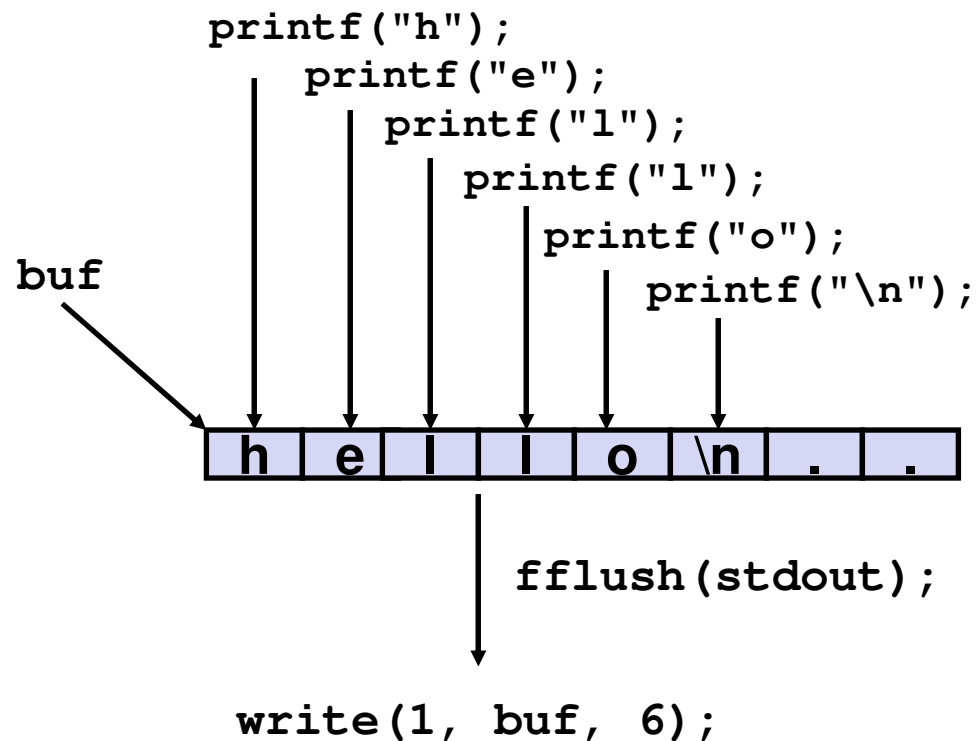 printf("h");
printf("e");
printf("l");
printf("l");
printf("o");
buf
printf("\n");
h e l l o \n . .
fflush(stdout);
write(1, buf, 6);